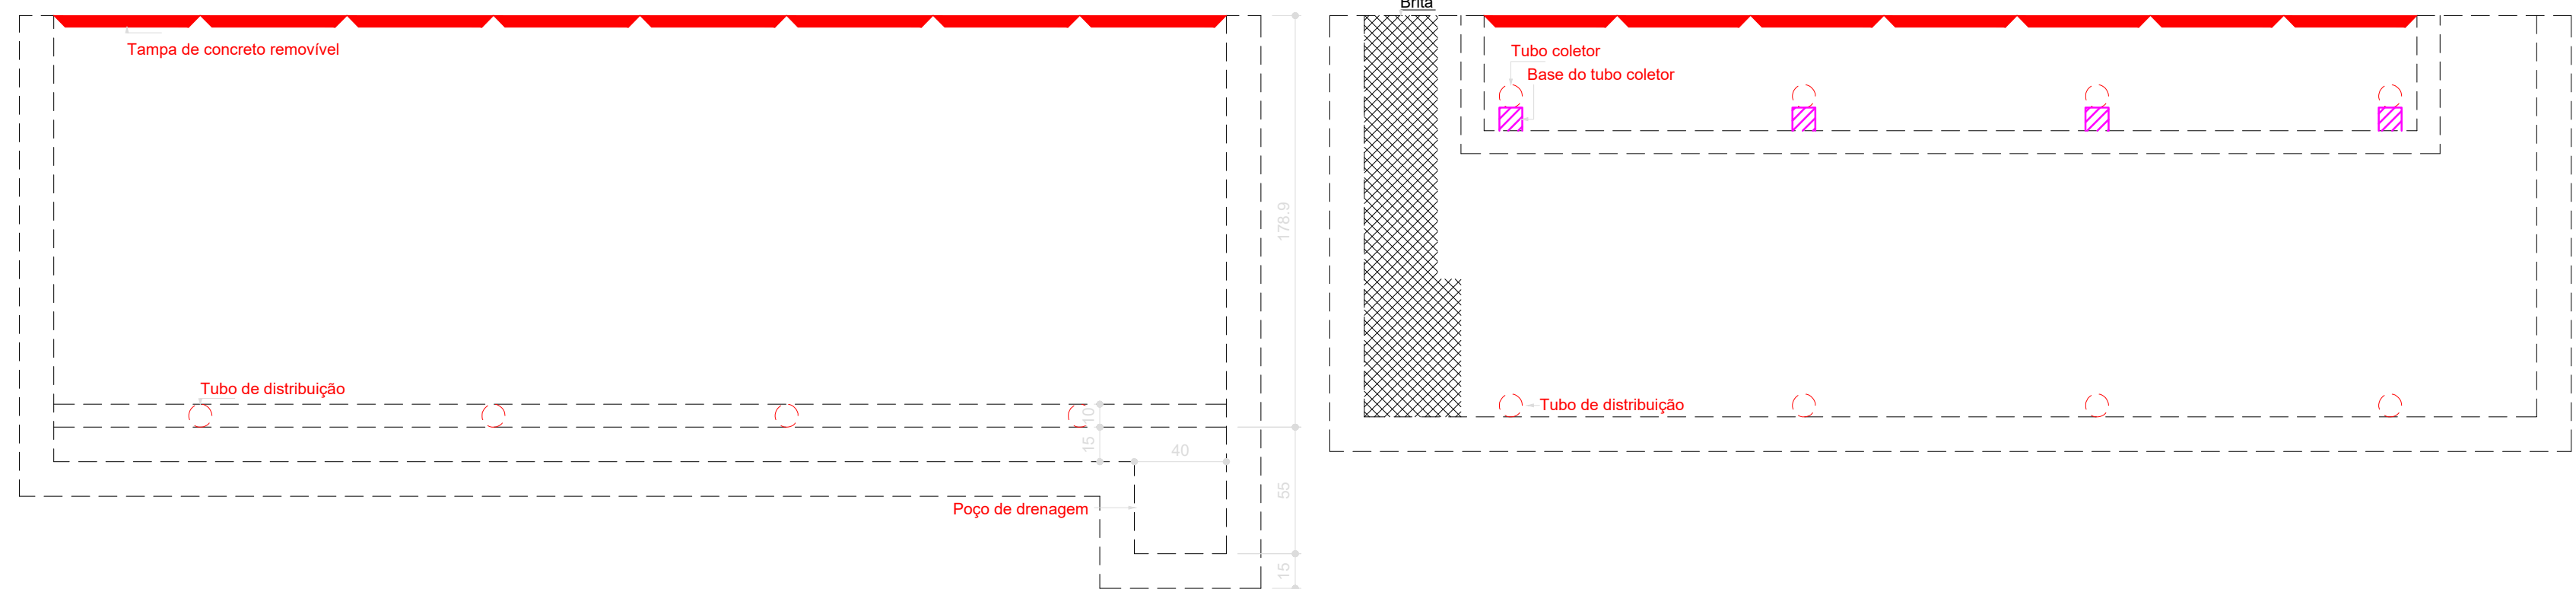 Brita
Tampa de concreto removível
Tubo coletor
Base do tubo coletor
178.9
Tubo de distribuição
10
15
40
Tubo de distribuição
55
Poço de drenagem
15